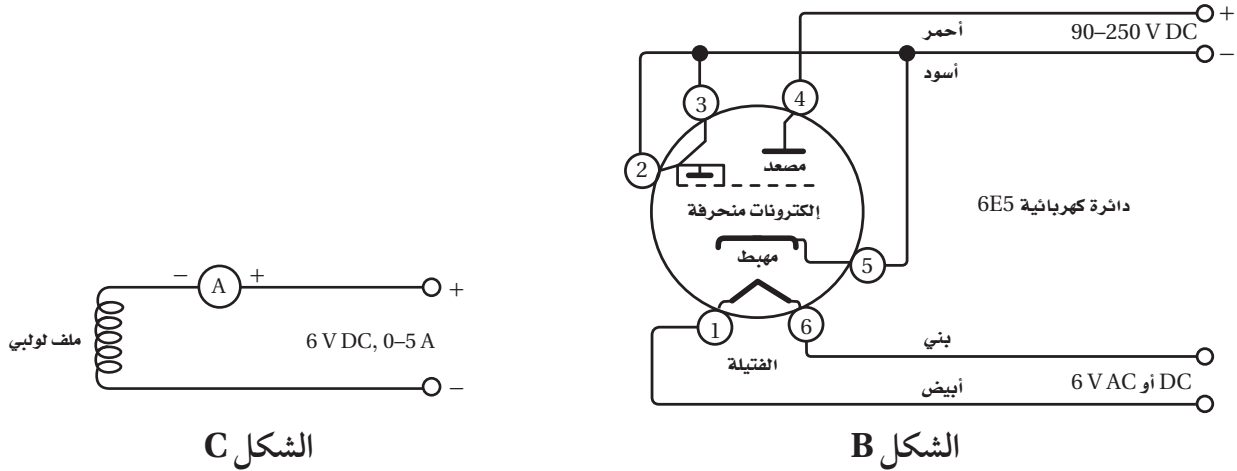 أحمر
90–250 V DC
+
أسود
−
3
4
2
مصعد
إلكترونات منحرفة
دائرة كهربائية 6E5
مهبط
5
1
6
الفتيلة
بني
6 V AC أو DC
أبيض
الشكل B
−
A
+
+
ملف لولبي
6 V DC, 0–5 A
−
الشكل C